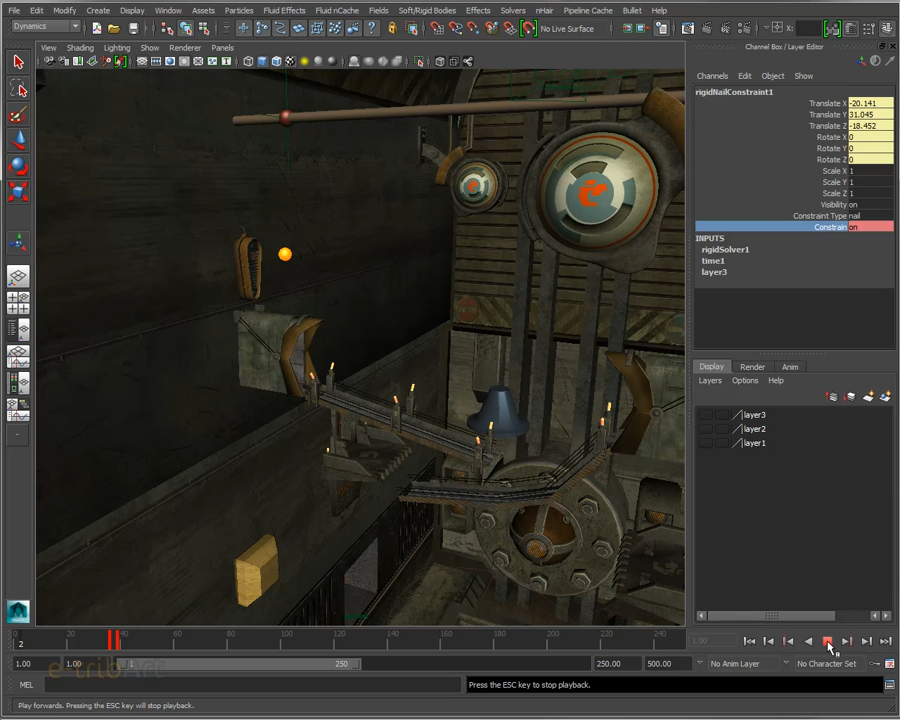 File Edit Modify Create Display Window Assets Particles Fluid Effects Fluid nCache Fields Soft/Rigid Bodies Effects Solvers nHair Pipeline Cache Bullet Help
Dynamics
No Live Surface
X:
View Shading Lighting Show Renderer Panels
Channel Box / Layer Editor
Channels Edit Object Show
rigidNailConstraint1
Translate X -20.141
Translate Y 31.045
Translate Z -18.452
Rotate X 0
Rotate Y 0
Rotate Z 0
Scale X 1
Scale Y 1
Scale Z 1
Visibility on
Constraint Type nail
Constrain on
INPUTS
rigidSolver1
time1
layer3
Display Render Anim
Layers Options Help
layer3
layer2
layer1
0 20 40 60 80 100 120 140 160 180 200 220 240
2
1.00
1.00 1.00 1 250 250.00 500.00 No Anim Layer No Character Set
e-tribArt
MEL Press the ESC key to stop playback.
Play forwards. Pressing the ESC key will stop playback.